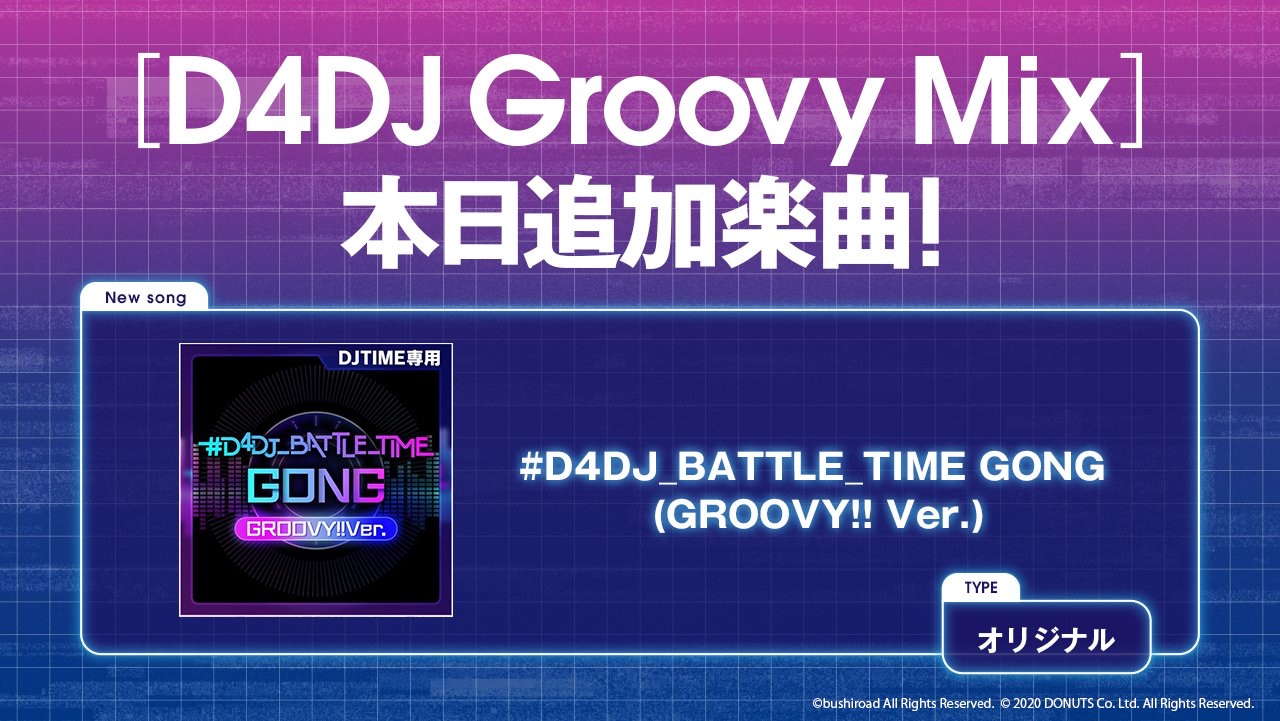 [D4DJ Groovy Mix]
本日追加楽曲!
New song
DJTIME専用
#D4DJ_BATTLE_TIME
GONG
GROOVY!!Ver.
#D4DJ_BATTLE_TIME GONG
(GROOVY!! Ver.)
TYPE
オリジナル
©bushiroad All Rights Reserved. © 2020 DONUTS Co. Ltd. All Rights Reserved.